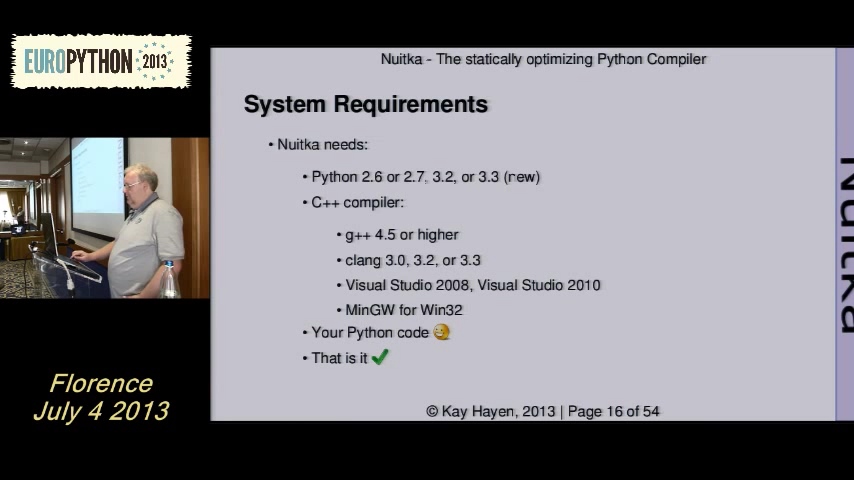 EUROPYTHON 2013
Nuitka - The statically optimizing Python Compiler
System Requirements
• Nuitka needs:
• Python 2.6 or 2.7, 3.2, or 3.3 (new)
• C++ compiler:
• g++ 4.5 or higher
• clang 3.0, 3.2, or 3.3
• Visual Studio 2008, Visual Studio 2010
• MinGW for Win32
• Your Python code
• That is it
© Kay Hayen, 2013 | Page 16 of 54
Nuitka
Florence
July 4 2013